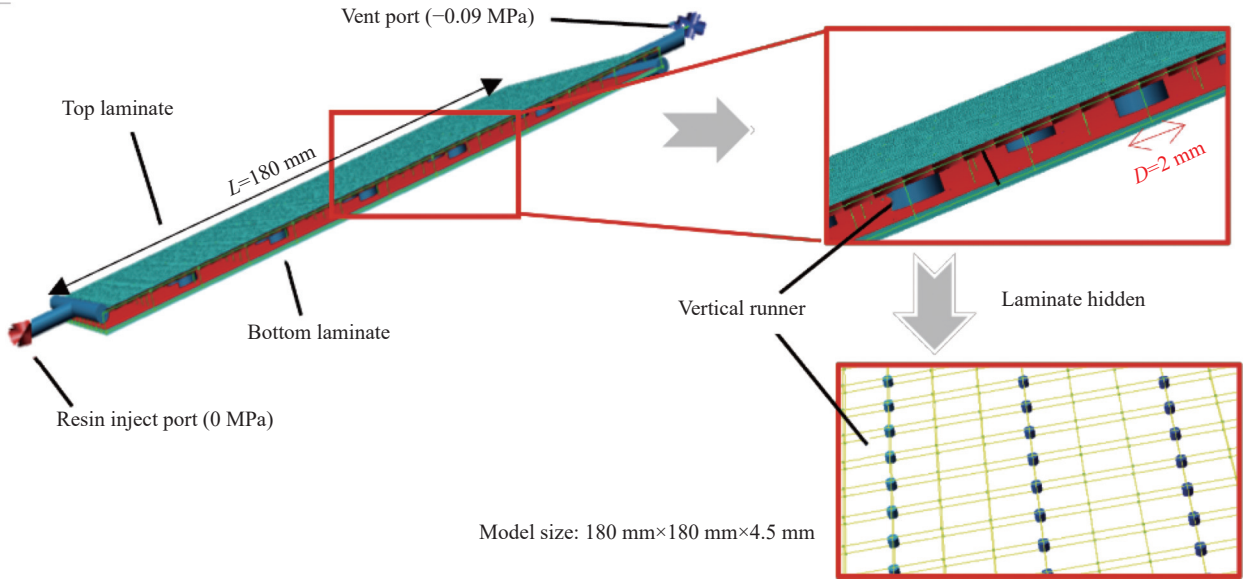 Vent port (−0.09 MPa)
Top laminate
L=180 mm
D=2 mm
Bottom laminate
Vertical runner
Laminate hidden
Resin inject port (0 MPa)
Model size: 180 mm×180 mm×4.5 mm